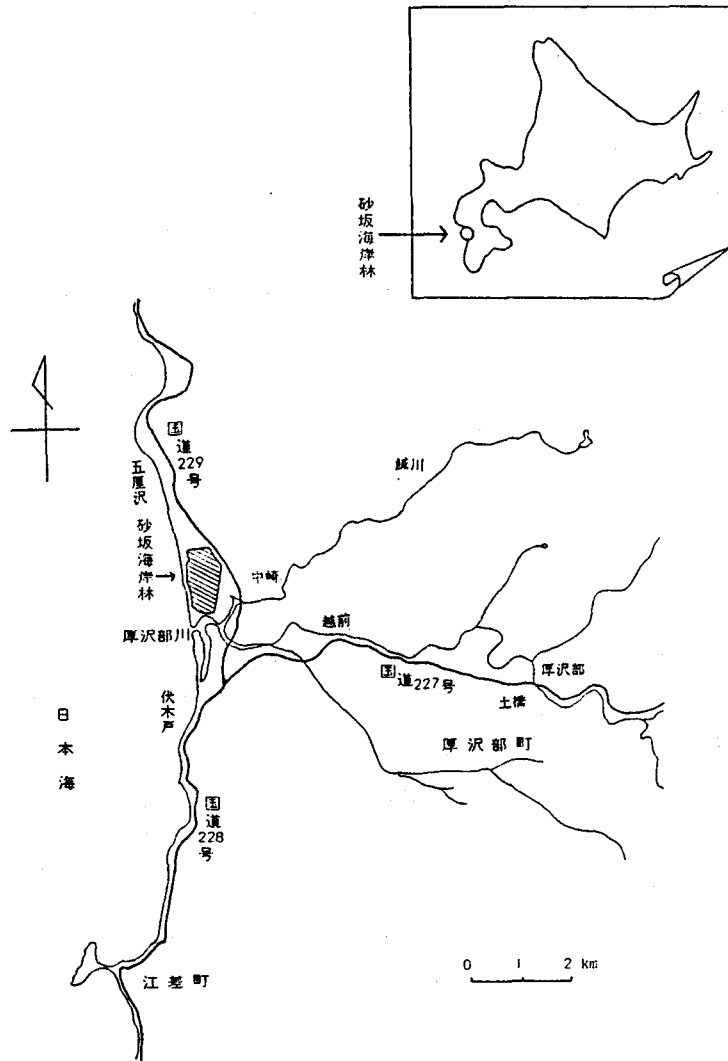 砂坂海岸林
国道229号
五厘沢
砂坂海岸林
中崎
厚沢部川
越前
国道227号
厚沢部
土橋
伏木戸
厚沢部町
日本海
国道228号
0 1 2 km
江差町